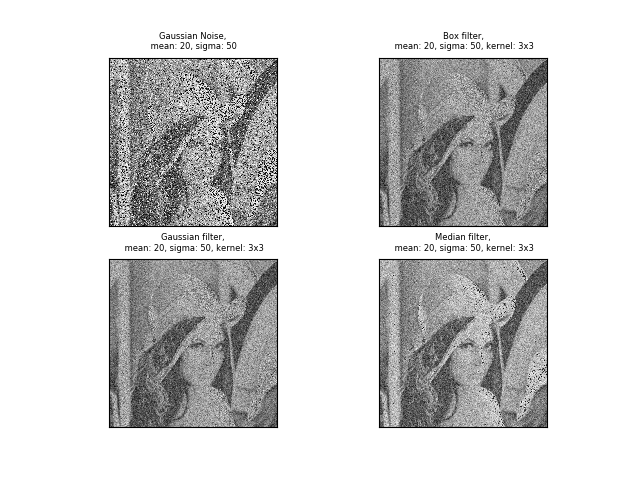 Gaussian Noise,
mean: 20, sigma: 50
Box filter,
mean: 20, sigma: 50, kernel: 3x3
Gaussian filter,
mean: 20, sigma: 50, kernel: 3x3
Median filter,
mean: 20, sigma: 50, kernel: 3x3